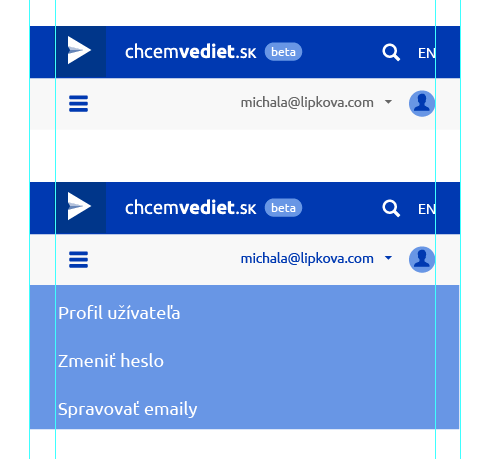 chcemvediet.sk beta EN
michala@lipkova.com
chcemvediet.sk beta EN
michala@lipkova.com
Profil užívateľa
Zmeniť heslo
Spravovať emaily